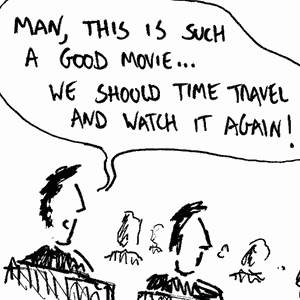 MAN, THIS IS SUCH
A GOOD MOVIE...
WE SHOULD TIME TRAVEL
AND WATCH IT AGAIN!